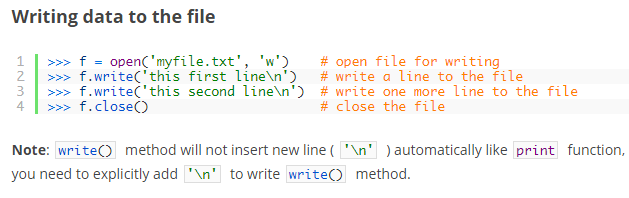 Writing data to the file
1 >>> f = open('myfile.txt', 'w')    # open file for writing
2 >>> f.write('this first line\n')   # write a line to the file
3 >>> f.write('this second line\n')  # write one more line to the file
4 >>> f.close()                      # close the file
Note: write() method will not insert new line ( '\n' ) automatically like print function,
you need to explicitly add '\n' to write write() method.